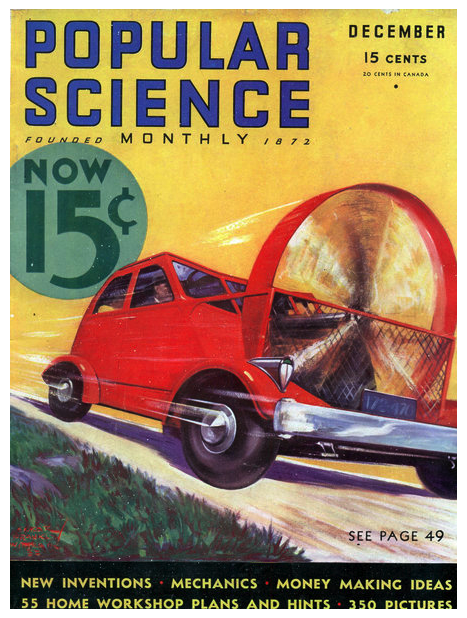 POPULAR
SCIENCE
FOUNDED MONTHLY 1872
DECEMBER
15 CENTS
20 CENTS IN CANADA
NOW
15¢
SEE PAGE 49
NEW INVENTIONS • MECHANICS • MONEY MAKING IDEAS
55 HOME WORKSHOP PLANS AND HINTS • 350 PICTURES